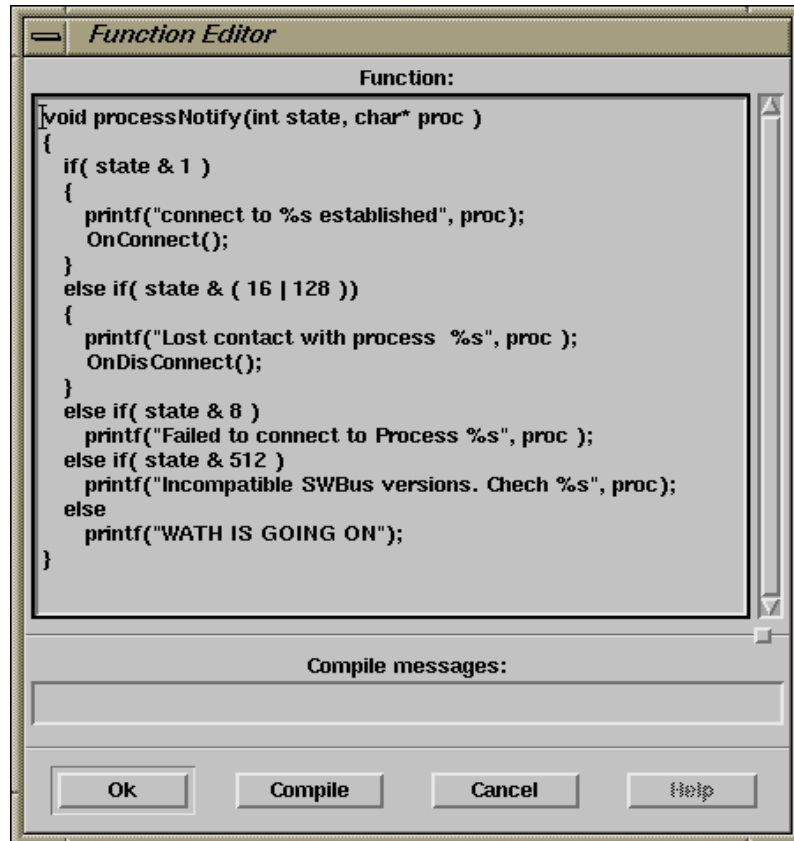 Function Editor
Function:
void processNotify(int state, char* proc )
{
if( state & 1 )
{
printf("connect to %s established", proc);
OnConnect();
}
else if( state & ( 16 | 128 ))
{
printf("Lost contact with process  %s", proc );
OnDisConnect();
}
else if( state & 8 )
printf("Failed to connect to Process %s", proc );
else if( state & 512 )
printf("Incompatible SWBus versions. Chech %s", proc);
else
printf("WATH IS GOING ON");
}
Compile messages:
Ok Compile Cancel Help